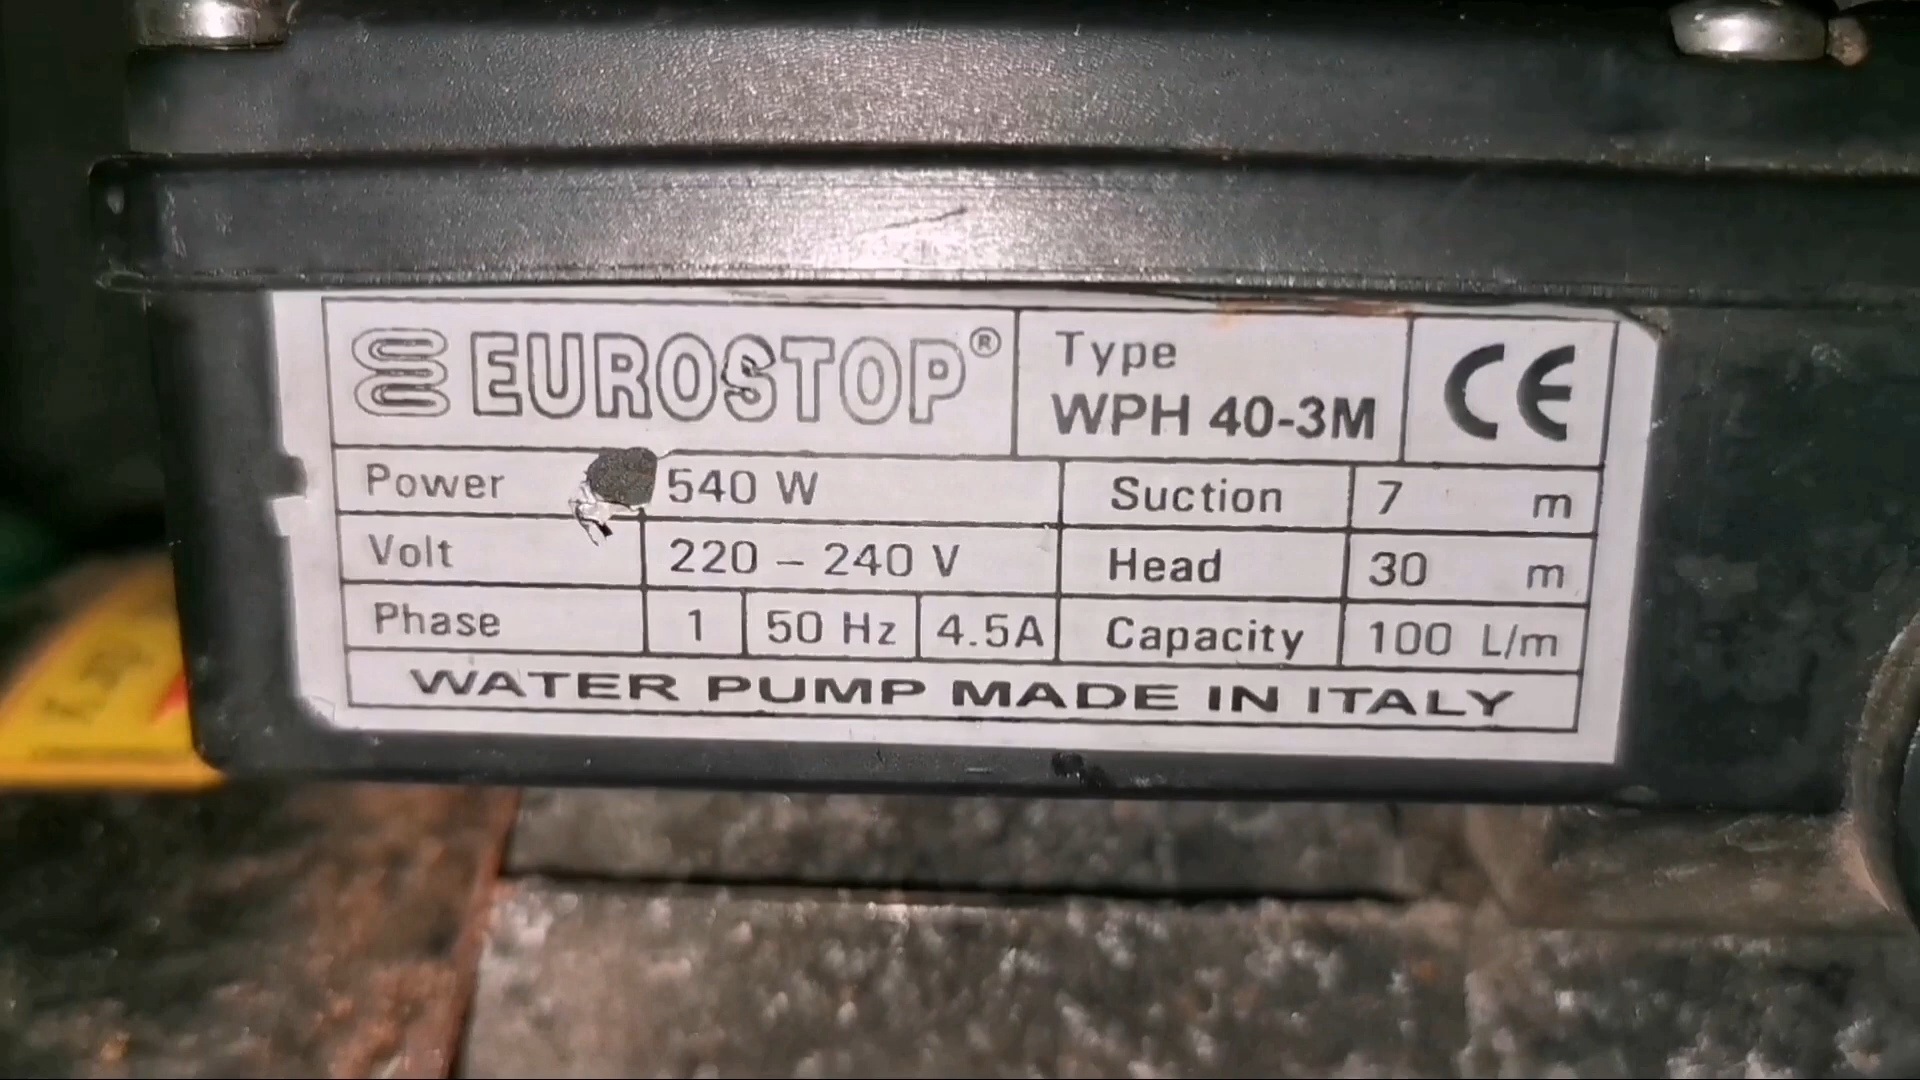 EUROSTOP®
Type
WPH 40-3M
CE
Power 540 W Suction 7 m
Volt 220 – 240 V Head 30 m
Phase 1 50 Hz 4.5A Capacity 100 L/m
WATER PUMP MADE IN ITALY